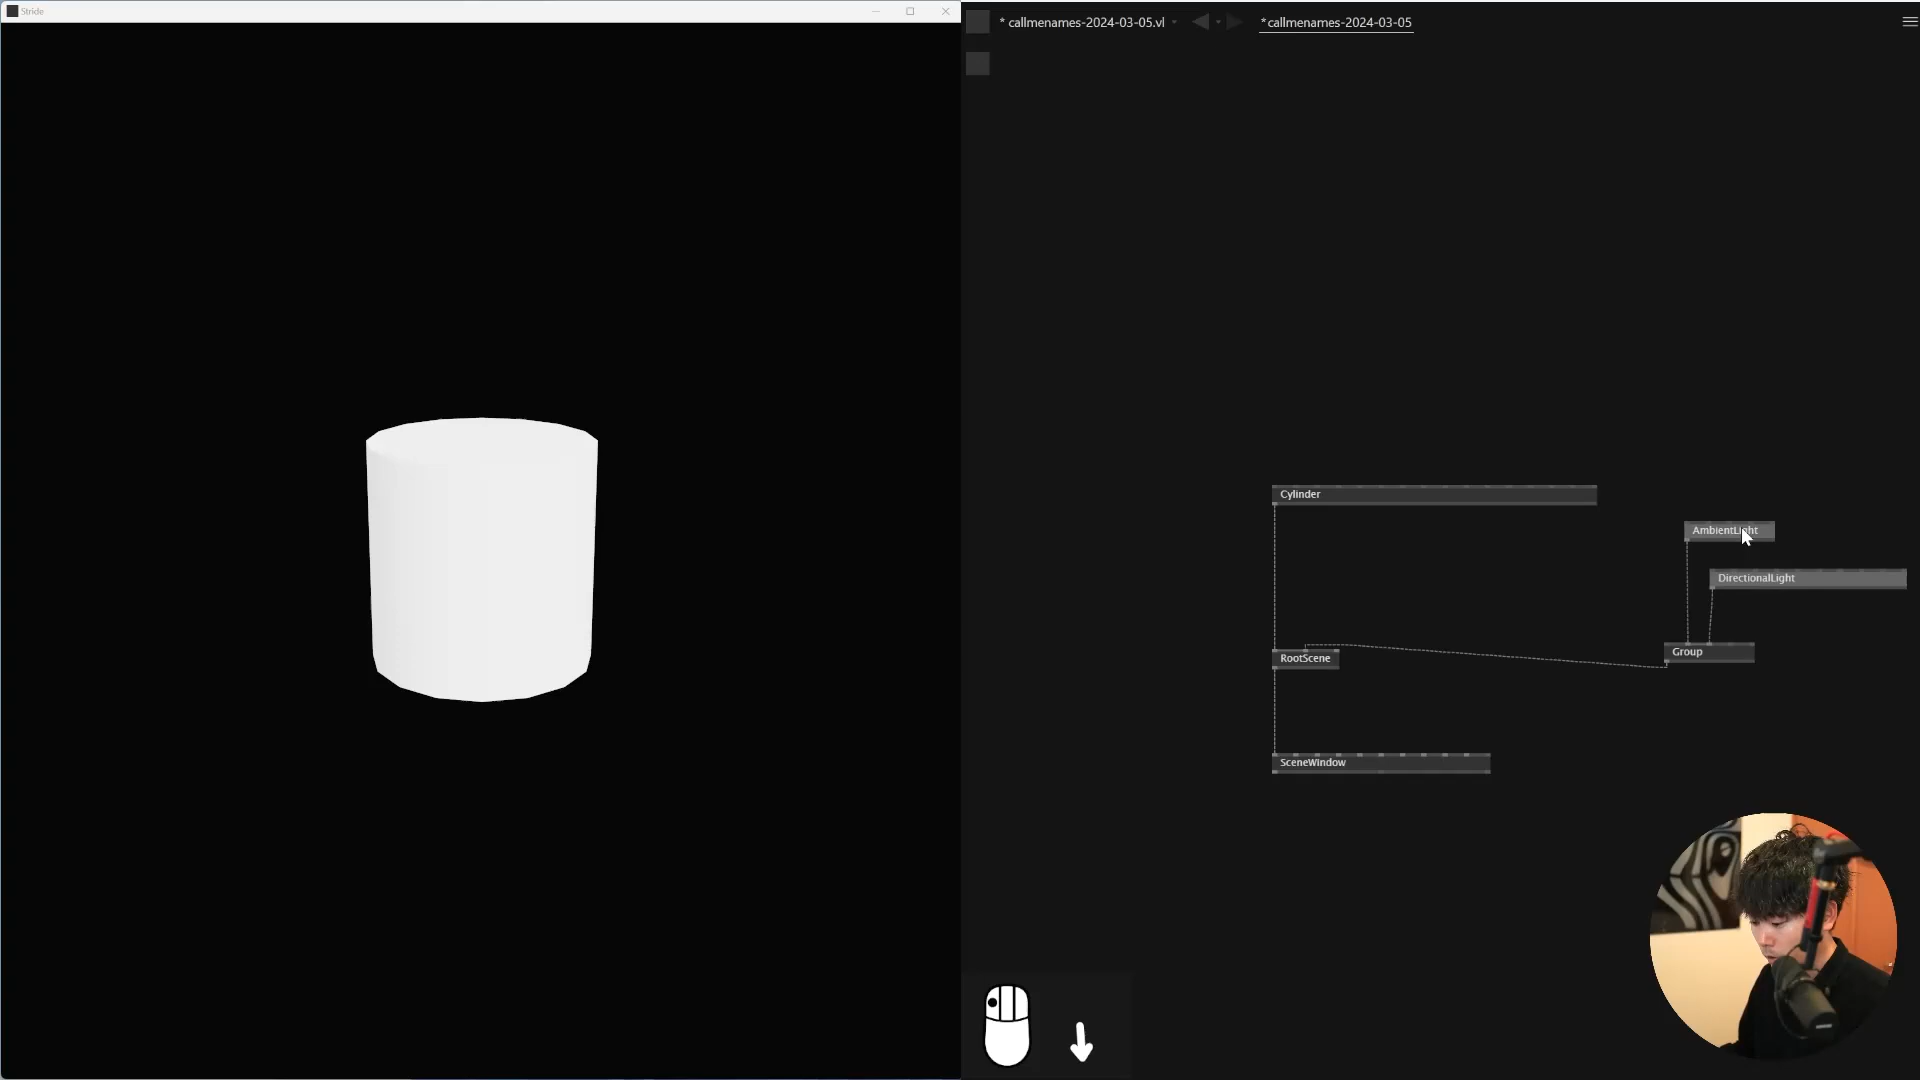 Stride
* callmenames-2024-03-05.vl
*callmenames-2024-03-05
Cylinder
AmbientLight
DirectionalLight
Group
RootScene
SceneWindow